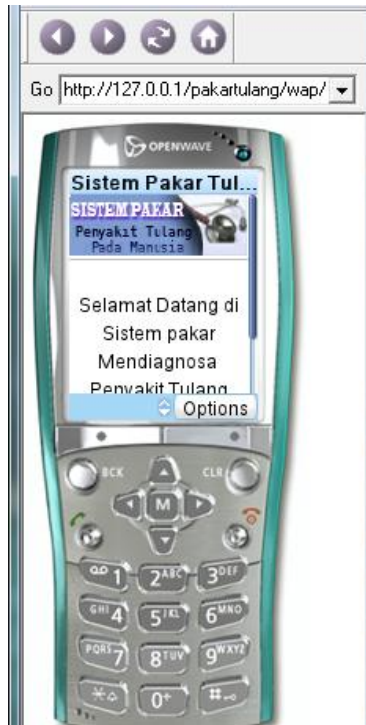 Go http://127.0.0.1/pakartulang/wap/
OPENWAVE
Sistem Pakar Tul...
SISTEM PAKAR
Penyakit Tulang
Pada Manusia
Selamat Datang di
Sistem pakar
Mendiagnosa
Penyakit Tulang
Options
BCK CLR
M
1 2ABC 3DEF
GHI4 5JKL 6MNO
PQRS7 8TUV 9WXYZ
* 0+ #